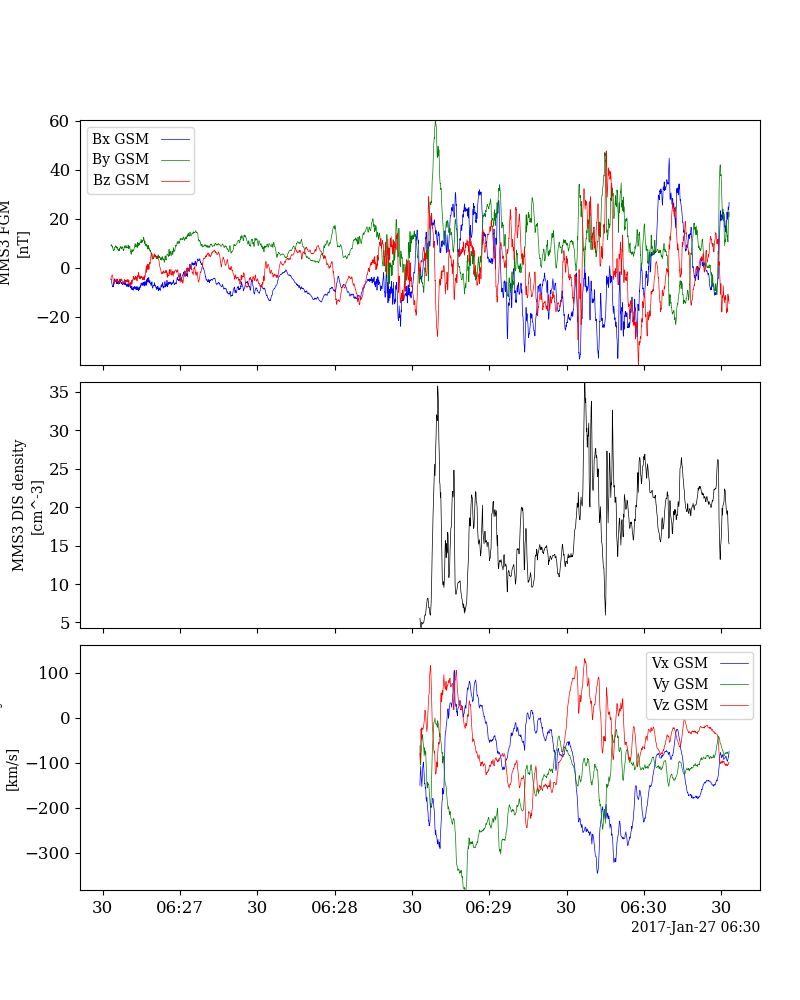 60
40
20
0
−20
MMS3 FGM
[nT]
Bx GSM
By GSM
Bz GSM
35
30
25
20
15
10
5
MMS3 DIS density
[cm^-3]
100
0
−100
−200
−300
[km/s]
Vx GSM
Vy GSM
Vz GSM
30 06:27 30 06:28 30 06:29 30 06:30 30
2017-Jan-27 06:30